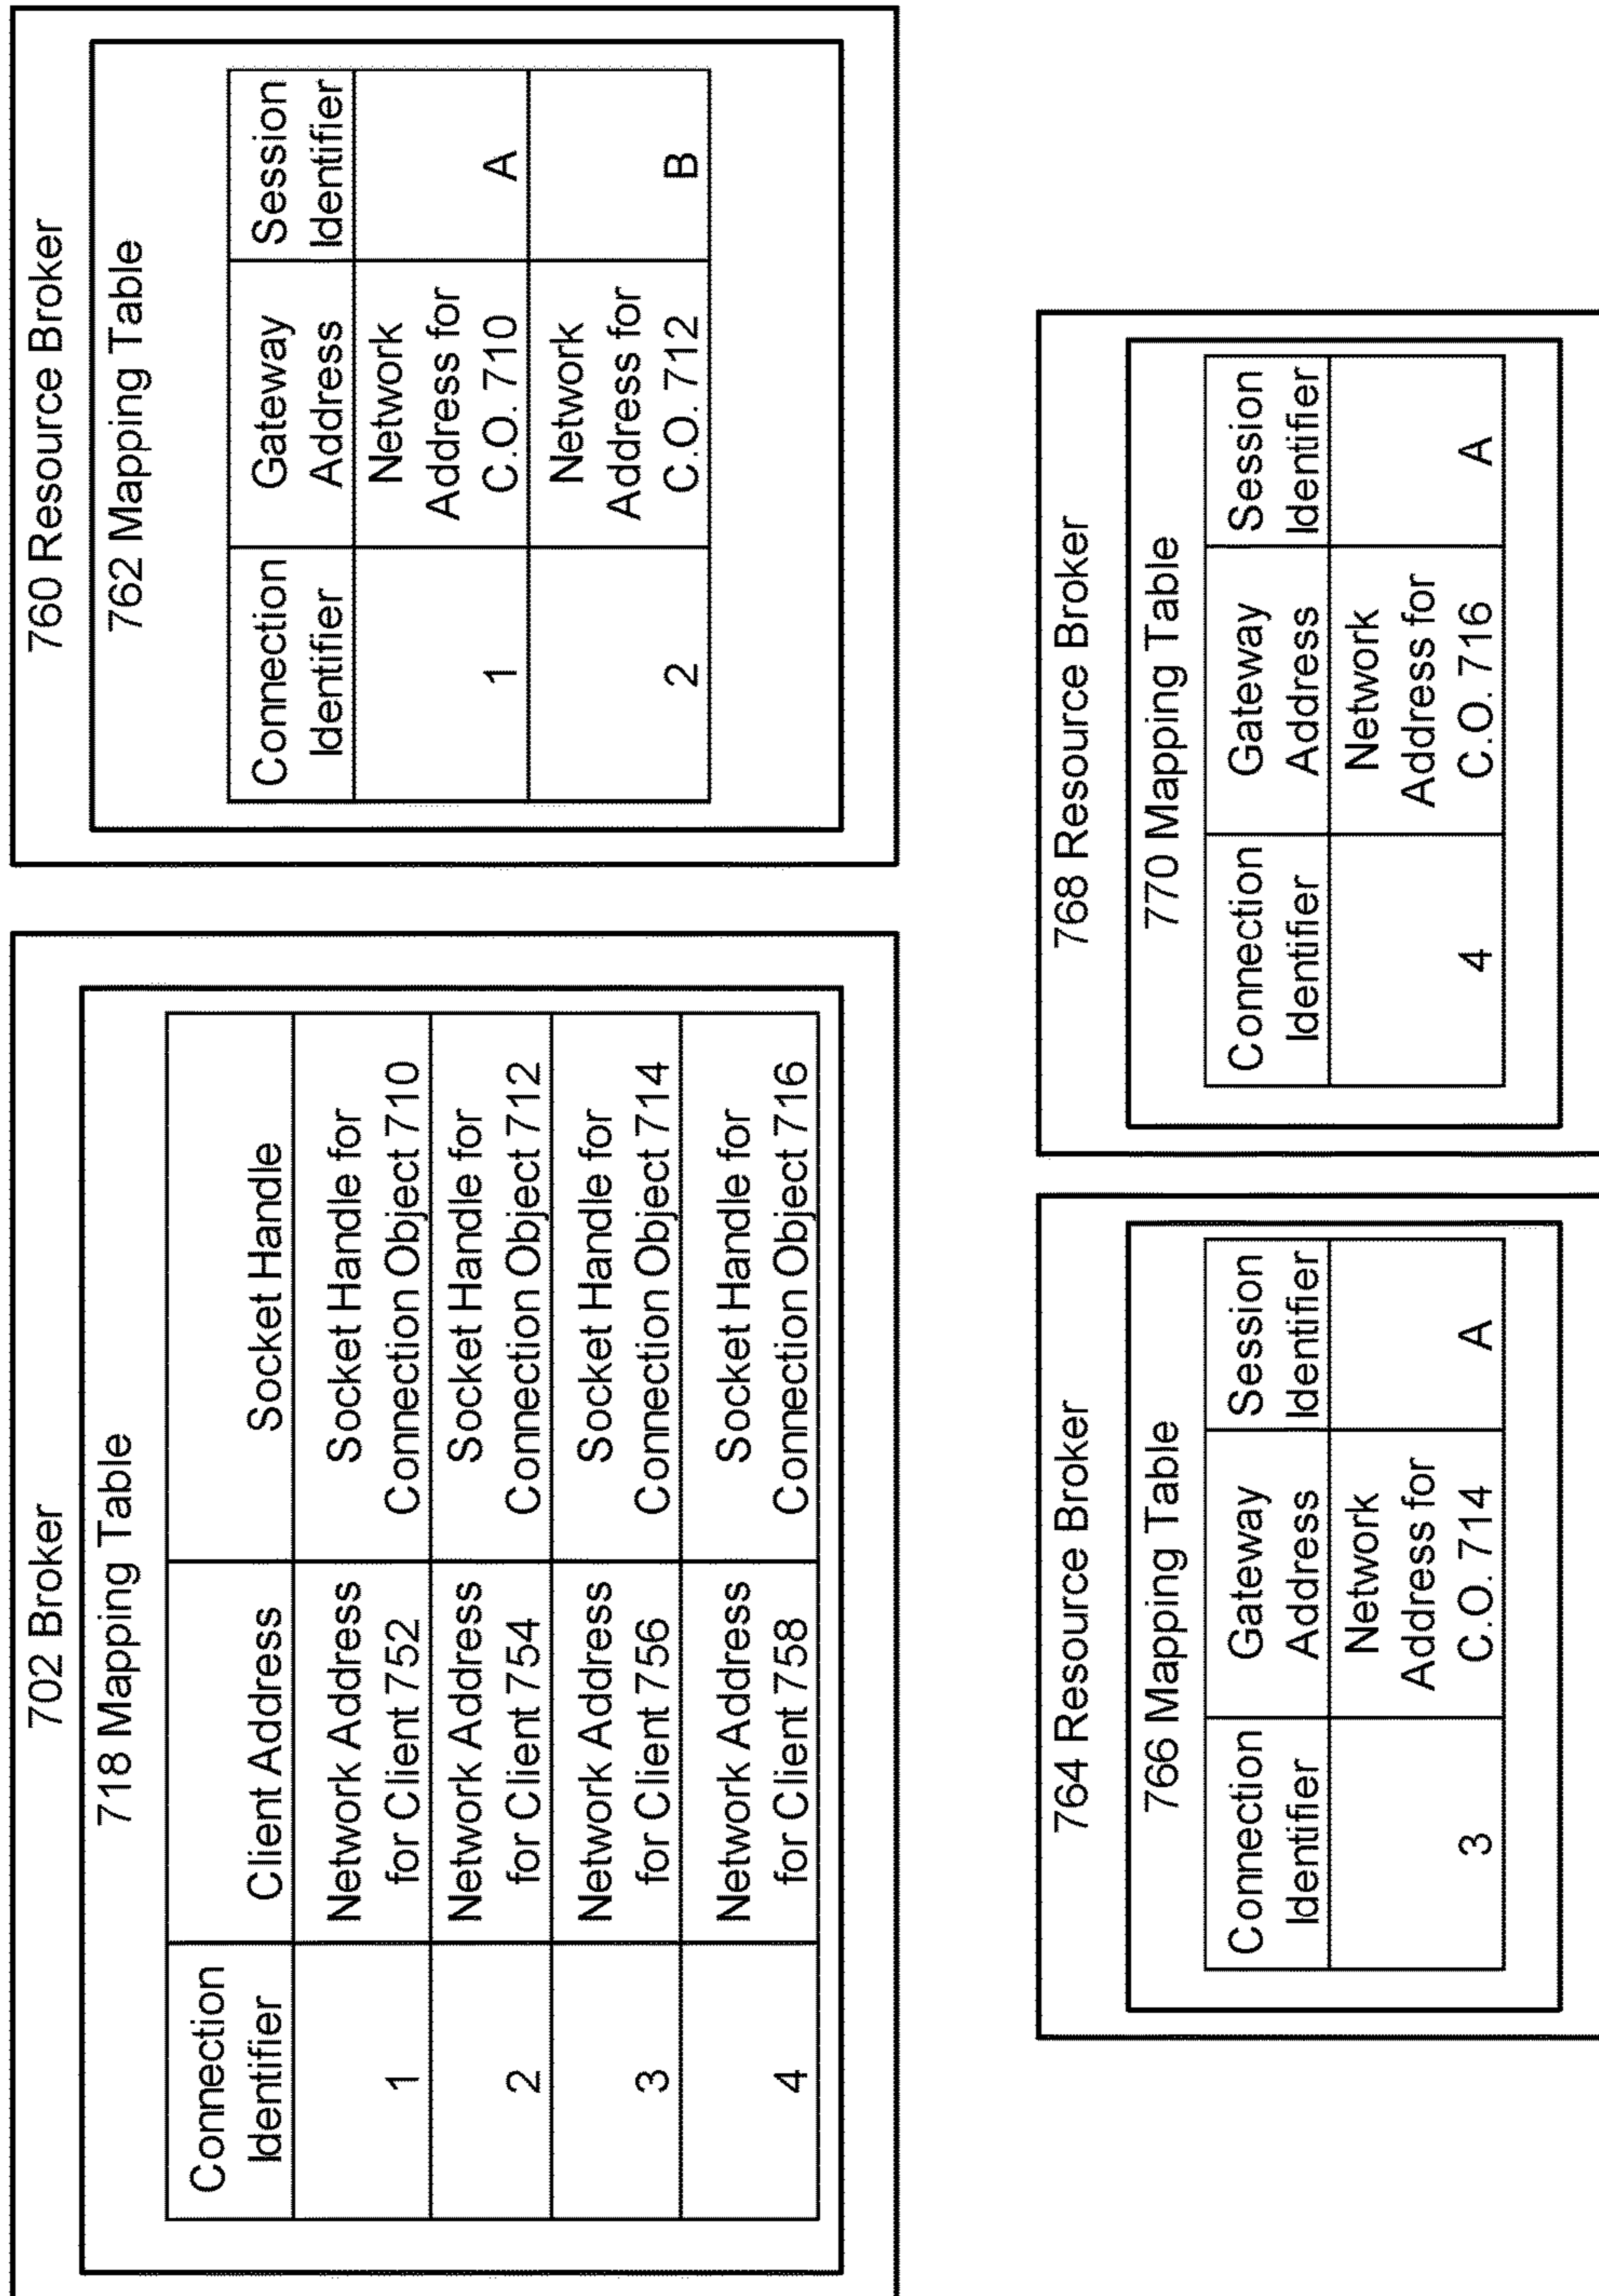 702 Broker
718 Mapping Table
Connection
Identifier
Client Address
Socket Handle
1
Network Address
for Client 752
Socket Handle for
Connection Object 710
2
Network Address
for Client 754
Socket Handle for
Connection Object 712
3
Network Address
for Client 756
Socket Handle for
Connection Object 714
4
Network Address
for Client 758
Socket Handle for
Connection Object 716
760 Resource Broker
762 Mapping Table
Connection
Identifier
Gateway
Address
Session
Identifier
1
Network
Address for
C.O. 710
A
2
Network
Address for
C.O. 712
B
764 Resource Broker
766 Mapping Table
Connection
Identifier
Gateway
Address
Session
Identifier
3
Network
Address for
C.O. 714
A
768 Resource Broker
770 Mapping Table
Connection
Identifier
Gateway
Address
Session
Identifier
4
Network
Address for
C.O. 716
A